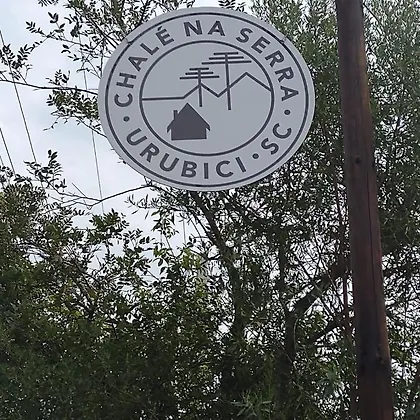 CHALÉ NA SERRA
• URUBICI • SC •